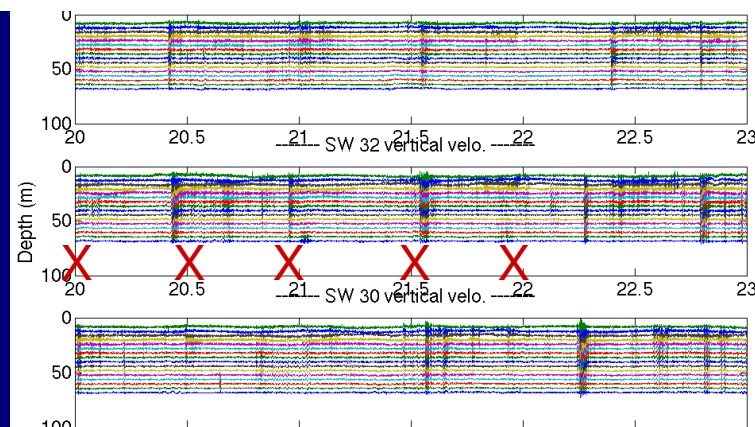 0
50
100
20 20.5 21 21.5 22 22.5 23
------- SW 32 vertical velo. -------
0
50
100
Depth (m)
X X X X X
20 20.5 21 21.5 22 22.5 23
------- SW 30 vertical velo. -------
0
50
100